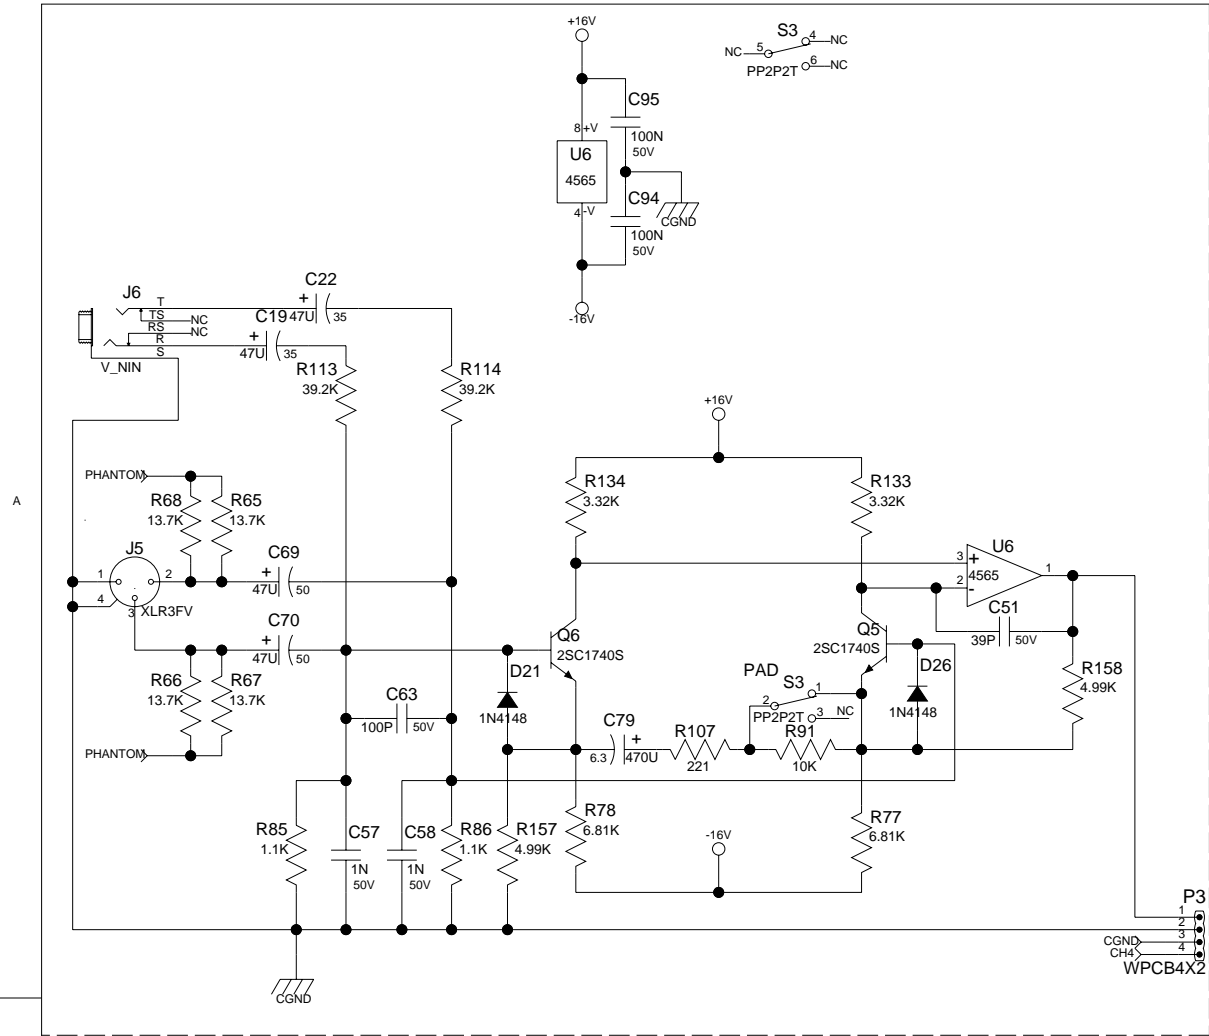 +16V
S3
4
NC
NC
5
PP2P2T
6
NC
C95
8
+V
100N
50V
U6
4565
C94
4
-V
CGND
100N
50V
-16V
C22
J6
T
+
47U
35
TS
NC
C19
RS
NC
R
+
S
47U
35
V_NIN
R113
39.2K
R114
39.2K
+16V
PHANTOM
R68
13.7K
R65
13.7K
R134
3.32K
R133
3.32K
A
J5
C69
U6
3
+
4565
1
1
2
+
47U
50
2
-
4
3
XLR3FV
C51
39P
50V
C70
+
47U
50
Q6
2SC1740S
Q5
2SC1740S
D21
1N4148
PAD
S3
1
2
D26
1N4148
R158
4.99K
R66
13.7K
R67
13.7K
C63
100P
50V
PP2P2T
3
NC
C79
+
6.3
470U
R107
221
R91
10K
PHANTOM
R85
1.1K
C57
1N
50V
C58
1N
50V
R86
1.1K
R157
4.99K
R78
6.81K
-16V
R77
6.81K
P3
1
2
CGND
3
CH4
4
WPCB4X2
CGND